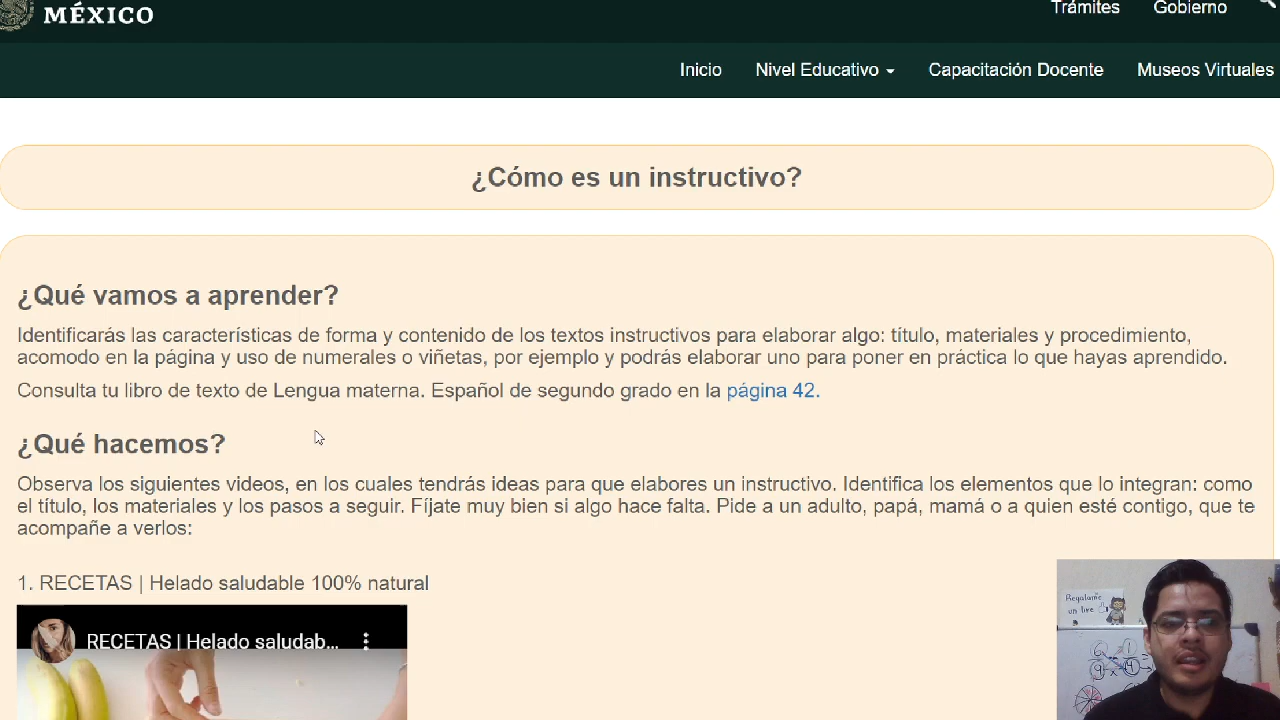 MÉXICO
Trámites Gobierno
Inicio Nivel Educativo Capacitación Docente Museos Virtuales
¿Cómo es un instructivo?
¿Qué vamos a aprender?
Identificarás las características de forma y contenido de los textos instructivos para elaborar algo: título, materiales y procedimiento,
acomodo en la página y uso de numerales o viñetas, por ejemplo y podrás elaborar uno para poner en práctica lo que hayas aprendido.
Consulta tu libro de texto de Lengua materna. Español de segundo grado en la página 42.
¿Qué hacemos?
Observa los siguientes videos, en los cuales tendrás ideas para que elabores un instructivo. Identifica los elementos que lo integran: como
el título, los materiales y los pasos a seguir. Fíjate muy bien si algo hace falta. Pide a un adulto, papá, mamá o a quien esté contigo, que te
acompañe a verlos:
1. RECETAS | Helado saludable 100% natural
RECETAS | Helado saludab...
Regalame
un like